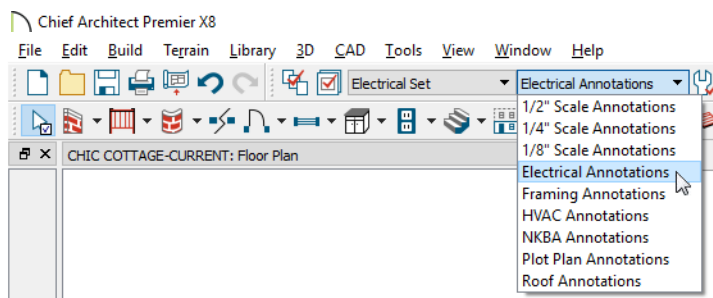 Chief Architect Premier X8
File Edit Build Terrain Library 3D CAD Tools View Window Help
Electrical Set Electrical Annotations
1/2" Scale Annotations
1/4" Scale Annotations
1/8" Scale Annotations
Electrical Annotations
Framing Annotations
HVAC Annotations
NKBA Annotations
Plot Plan Annotations
Roof Annotations
CHIC COTTAGE-CURRENT: Floor Plan